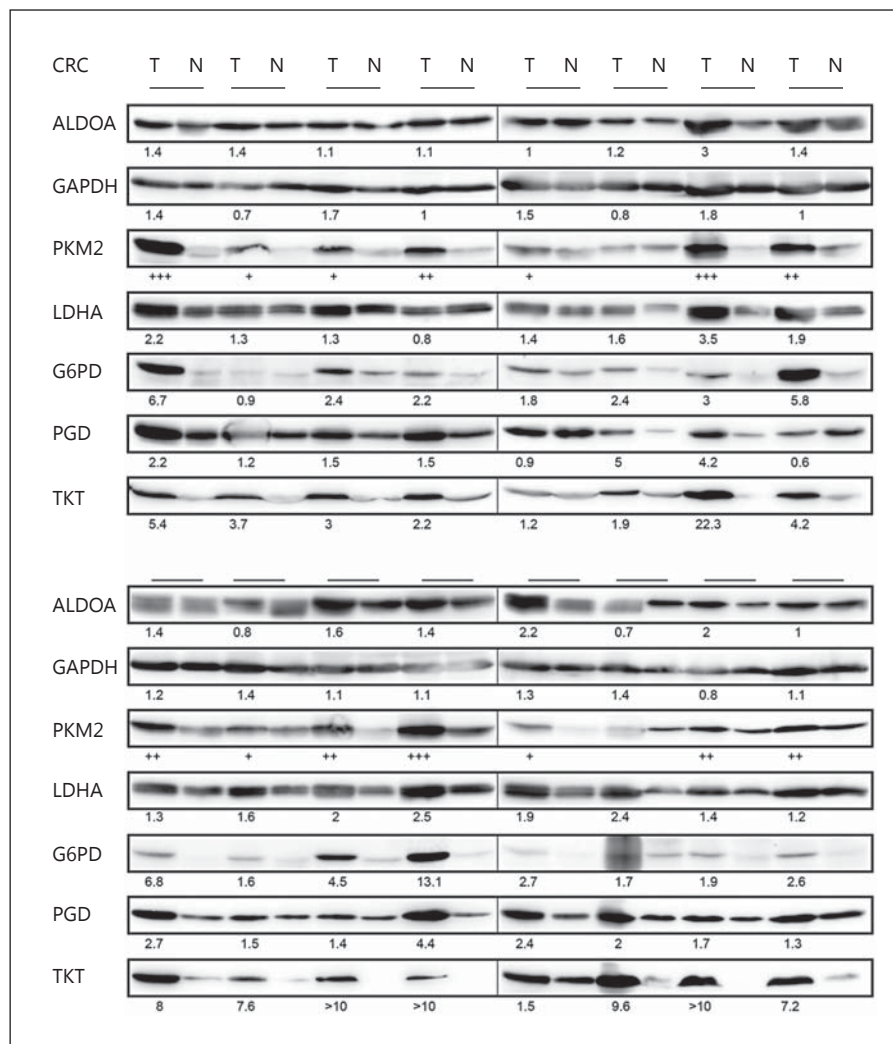 CRC T N T N T N T N T N T N T N T N
ALDOA
1.4 1.4 1.1 1.1 1 1.2 3 1.4
GAPDH
1.4 0.7 1.7 1 1.5 0.8 1.8 1
PKM2
+++ + + ++ + +++ ++
LDHA
2.2 1.3 1.3 0.8 1.4 1.6 3.5 1.9
G6PD
6.7 0.9 2.4 2.2 1.8 2.4 3 5.8
PGD
2.2 1.2 1.5 1.5 0.9 5 4.2 0.6
TKT
5.4 3.7 3 2.2 1.2 1.9 22.3 4.2
ALDOA
1.4 0.8 1.6 1.4 2.2 0.7 2 1
GAPDH
1.2 1.4 1.1 1.1 1.3 1.4 0.8 1.1
PKM2
++ + ++ +++ + ++ ++
LDHA
1.3 1.6 2 2.5 1.9 2.4 1.4 1.2
G6PD
6.8 1.6 4.5 13.1 2.7 1.7 1.9 2.6
PGD
2.7 1.5 1.4 4.4 2.4 2 1.7 1.3
TKT
8 7.6 >10 >10 1.5 9.6 >10 7.2